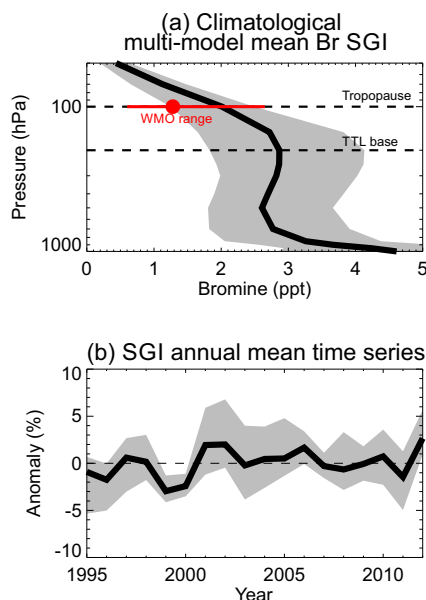 (a) Climatological
multi-model mean Br SGI
Pressure (hPa)
100
1000
Tropopause
WMO range
TTL base
0 1 2 3 4 5
Bromine (ppt)
(b) SGI annual mean time series
Anomaly (%)
10
5
0
-5
-10
1995 2000 2005 2010
Year